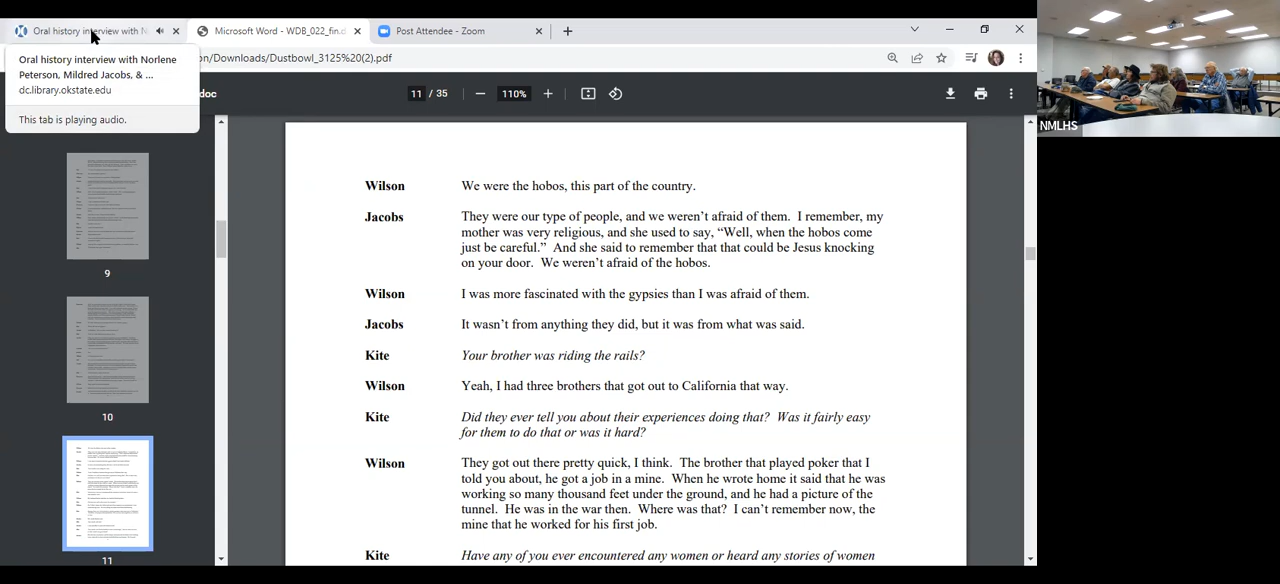 Oral history interview with N
Microsoft Word - WDB_022_fin.d
Post Attendee - Zoom
Oral history interview with Norlene
Peterson, Mildred Jacobs, & ...
dc.library.okstate.edu
This tab is playing audio.
on/Downloads/Dustbowl_3125%20(2).pdf
doc
11 / 35
110%
9
10
11
Wilson We were the hobos, this part of the country.
Jacobs They were our type of people, and we weren't afraid of them. I remember, my
mother was very religious, and she used to say, "Well, when the hobos come
just be careful." And she said to remember that that could be Jesus knocking
on your door. We weren't afraid of the hobos.
Wilson I was more fascinated with the gypsies than I was afraid of them.
Jacobs It wasn't from anything they did, but it was from what was said.
Kite Your brother was riding the rails?
Wilson Yeah, I had three brothers that got out to California that way.
Kite Did they ever tell you about their experiences doing that? Was it fairly easy
for them to do that or was it hard?
Wilson They got out there pretty quick, I think. The brother that played poker that I
told you about, he got a job in a mine. When he wrote home it said that he was
working so many thousand feet under the ground, and he had a picture of the
tunnel. He was in the war then. Where was that? I can't remember now, the
mine that he worked for his first job.
Kite Have any of you ever encountered any women or heard any stories of women
NMLHS